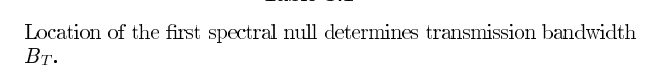 Location of the first spectral null determines transmission bandwidth
B_T.